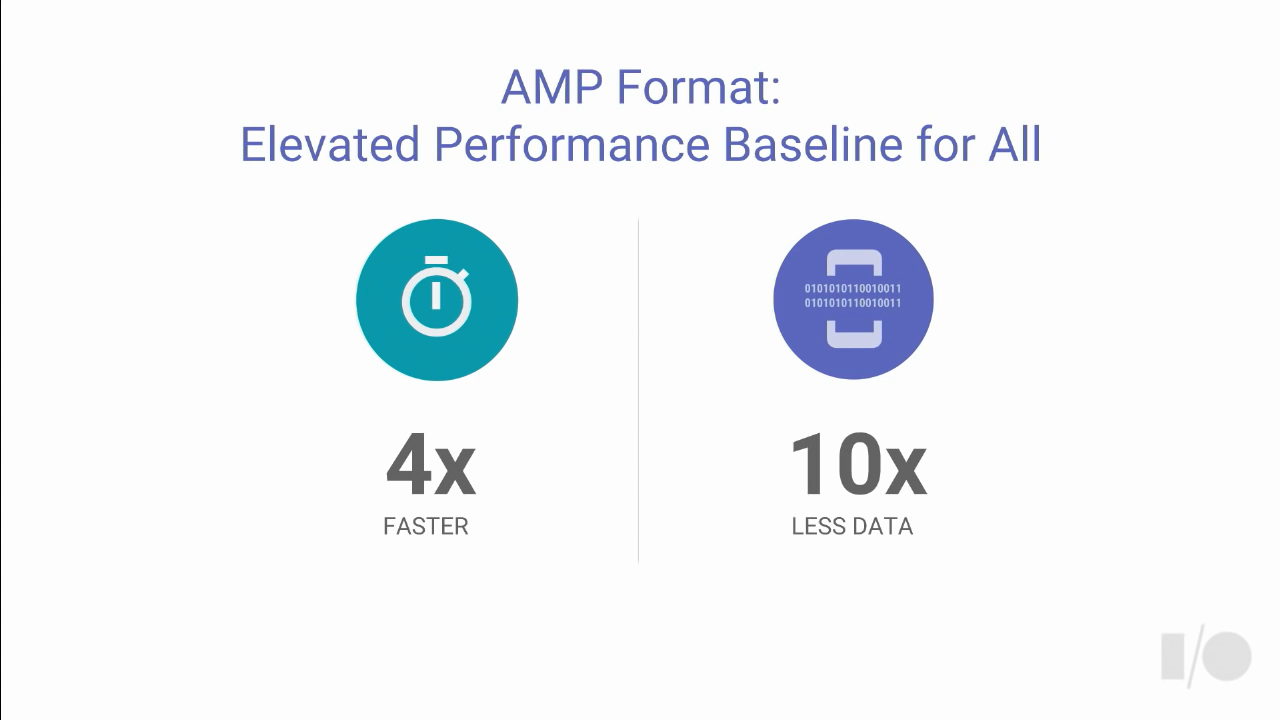 AMP Format:
Elevated Performance Baseline for All
0101010110010011
0101010110010011
4x
FASTER
10x
LESS DATA
I/O